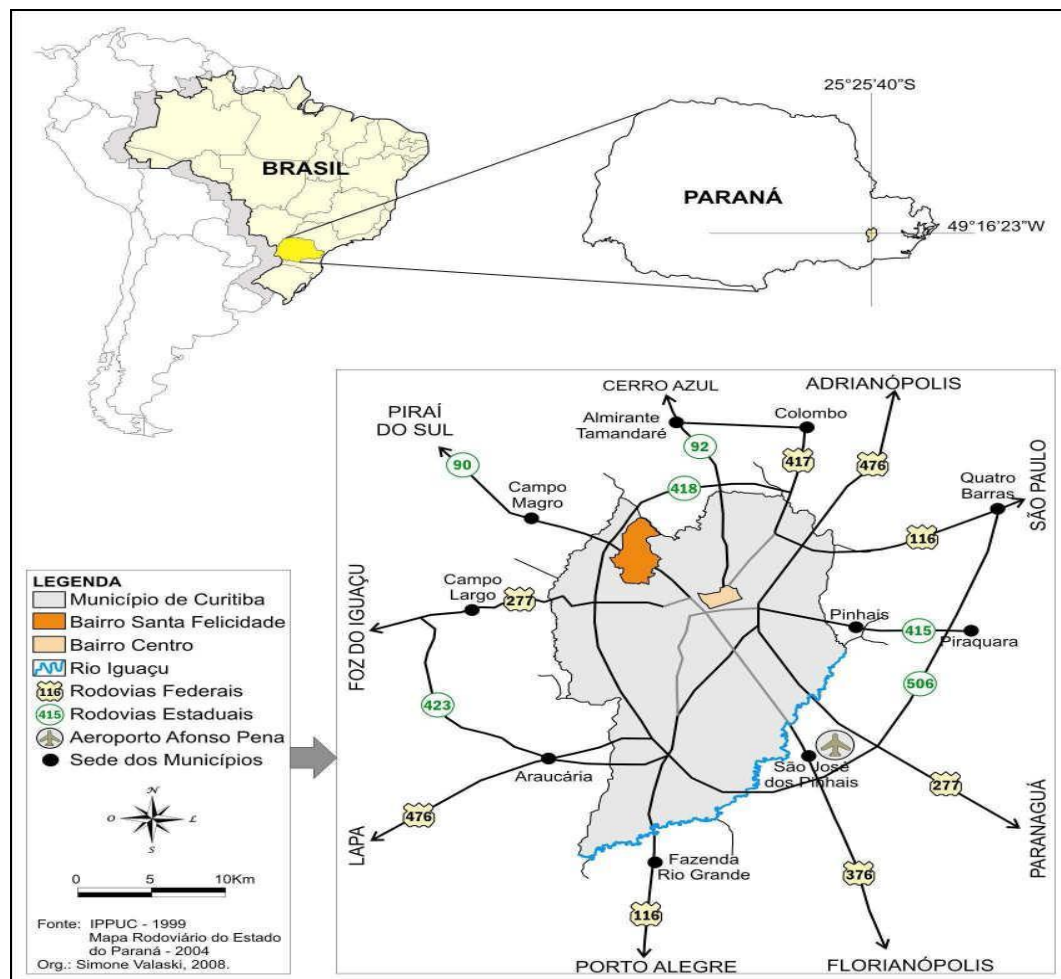 25°25'40"S
BRASIL
PARANÁ
49°16'23"W
CERRO AZUL
ADRIANÓPOLIS
PIRAÍ
DO SUL
Almirante
Tamandaré
Colombo
90
92
417
476
Quatro
Barras
SÃO PAULO
Campo
Magro
418
116
Campo
Largo
277
FOZ DO IGUAÇU
Pinhais
415
Piraquara
423
506
Araucária
São José
dos Pinhais
277
PARANAGUÁ
476
LAPA
Fazenda
Rio Grande
376
116
PORTO ALEGRE
FLORIANÓPOLIS
LEGENDA
Município de Curitiba
Bairro Santa Felicidade
Bairro Centro
Rio Iguaçu
116 Rodovias Federais
415 Rodovias Estaduais
Aeroporto Afonso Pena
Sede dos Municípios
N
O L
S
0 5 10Km
Fonte: IPPUC - 1999
Mapa Rodoviário do Estado
do Paraná - 2004
Org.: Simone Valaski, 2008.